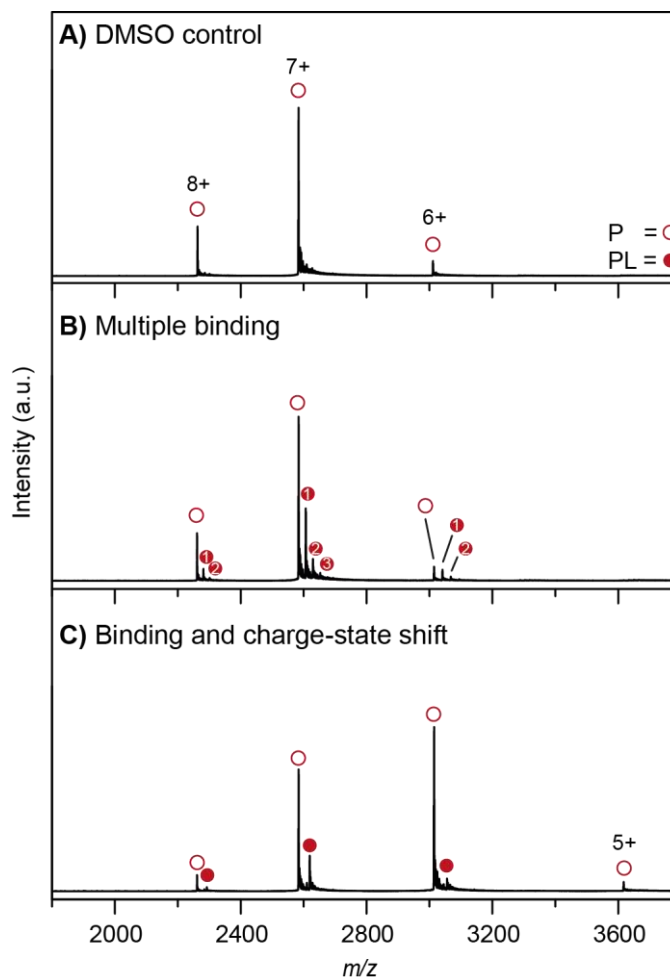 A) DMSO control
7+
8+
6+
P =
PL =
B) Multiple binding
1
2
1
2
3
1
2
C) Binding and charge-state shift
5+
Intensity (a.u.)
2000 2400 2800 3200 3600
m/z